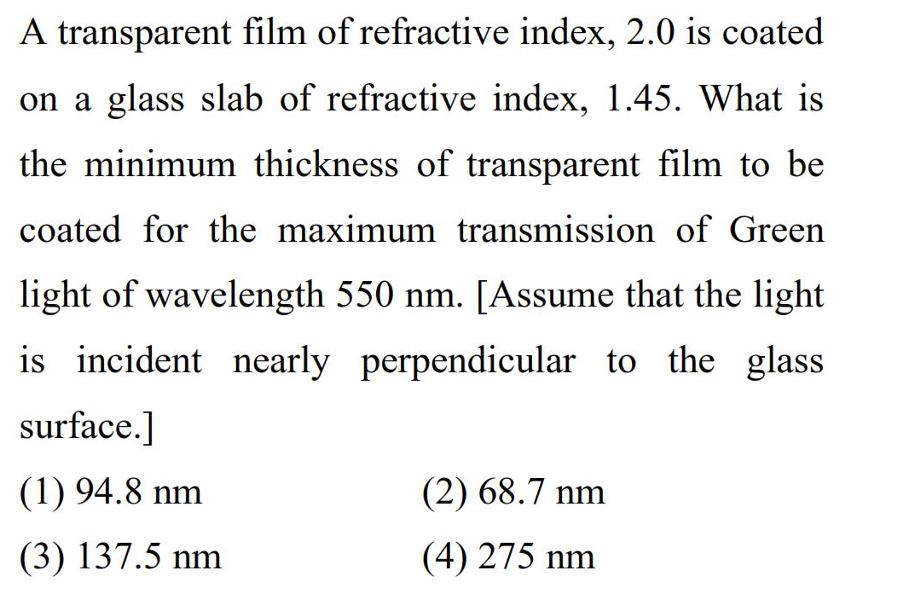 A transparent film of refractive index, 2.0 is coated
on a glass slab of refractive index, 1.45. What is
the minimum thickness of transparent film to be
coated for the maximum transmission of Green
light of wavelength 550 nm. [Assume that the light
is incident nearly perpendicular to the glass
surface.]
(1) 94.8 nm (2) 68.7 nm
(3) 137.5 nm (4) 275 nm